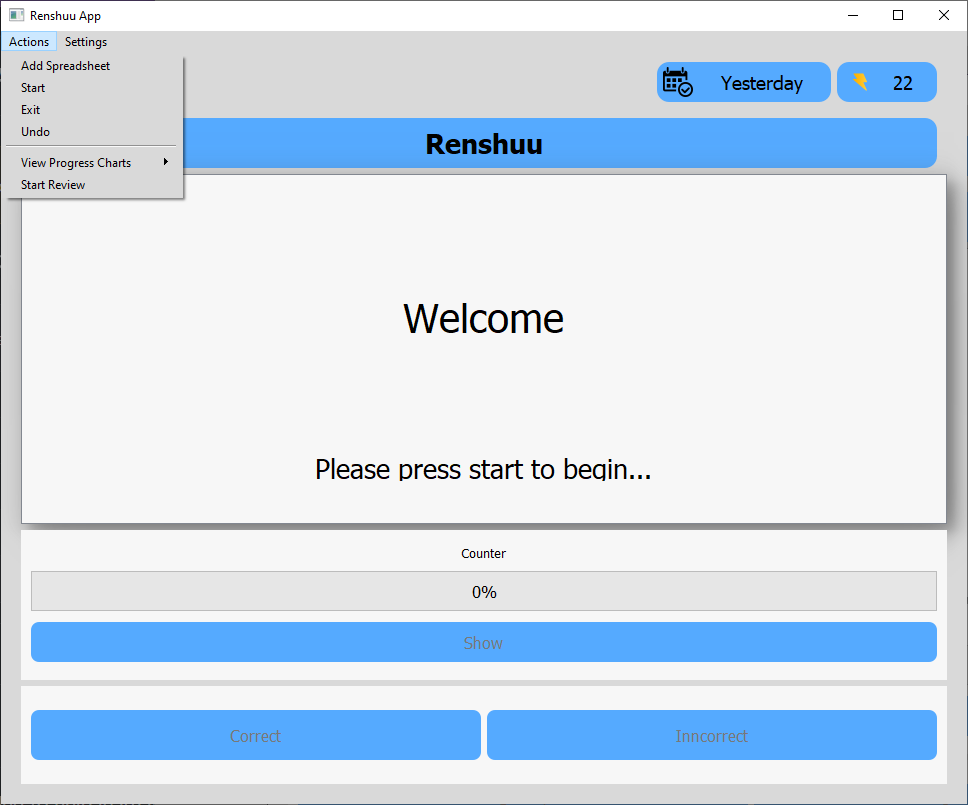 Renshuu App
Actions Settings
Add Spreadsheet
Start
Exit
Undo
View Progress Charts
Start Review
Yesterday
22
Renshuu
Welcome
Please press start to begin...
Counter
0%
Show
Correct
Inncorrect